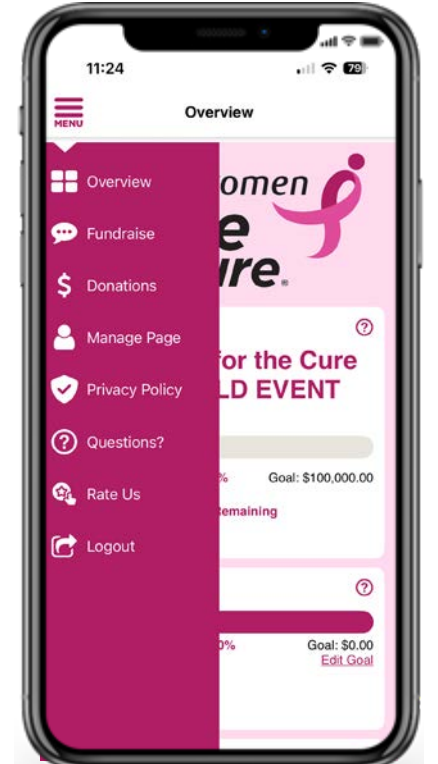 11:24
79
MENU
Overview
Overview
Fundraise
Donations
Manage Page
Privacy Policy
Questions?
Rate Us
Logout
omen
e
ure®
?
for the Cure
LD EVENT
% Goal: $100,000.00
Remaining
?
0% Goal: $0.00
Edit Goal